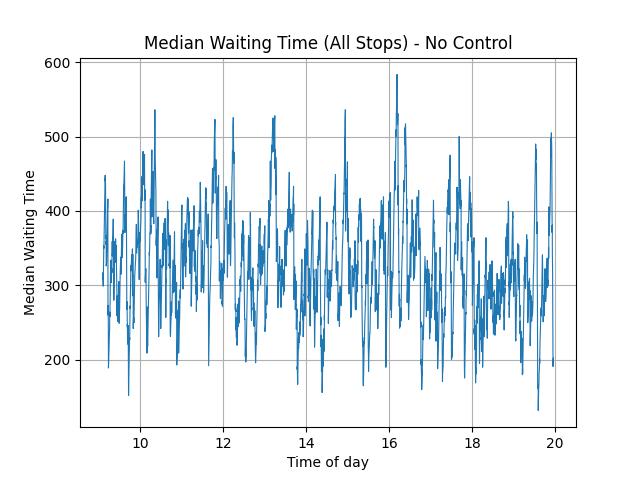 Median Waiting Time (All Stops) - No Control
600
500
400
300
200
Median Waiting Time
10 12 14 16 18 20
Time of day